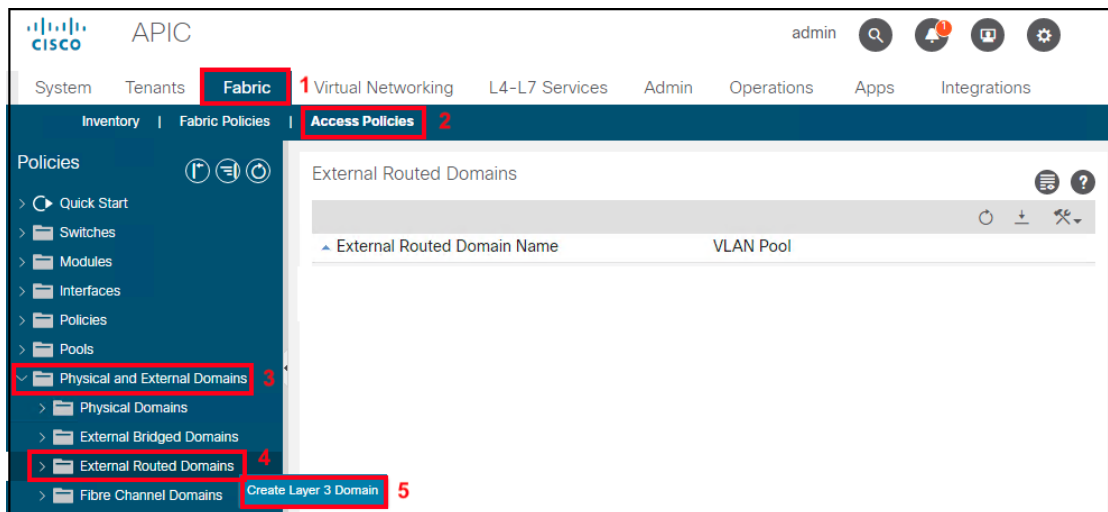 CISCO APIC admin 1
System Tenants Fabric 1 Virtual Networking L4-L7 Services Admin Operations Apps Integrations
Inventory | Fabric Policies | Access Policies 2
Policies
External Routed Domains
?
Quick Start
Switches
External Routed Domain Name VLAN Pool
Modules
Interfaces
Policies
Pools
Physical and External Domains 3
Physical Domains
External Bridged Domains
External Routed Domains 4
Create Layer 3 Domain 5
Fibre Channel Domains